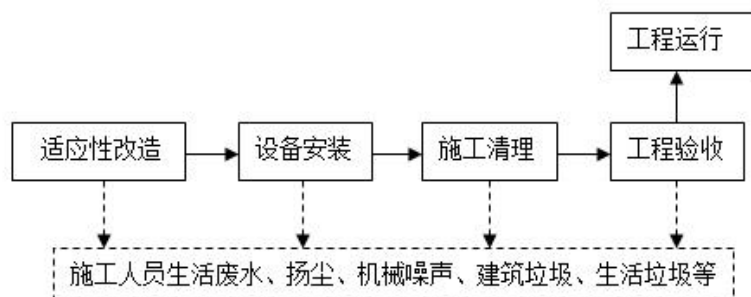 工程运行
适应性改造
设备安装
施工清理
工程验收
施工人员生活废水、扬尘、机械噪声、建筑垃圾、生活垃圾等